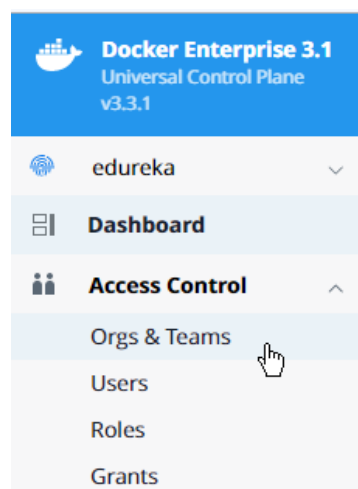 Docker Enterprise 3.1
Universal Control Plane
v3.3.1
edureka
Dashboard
Access Control
Orgs & Teams
Users
Roles
Grants